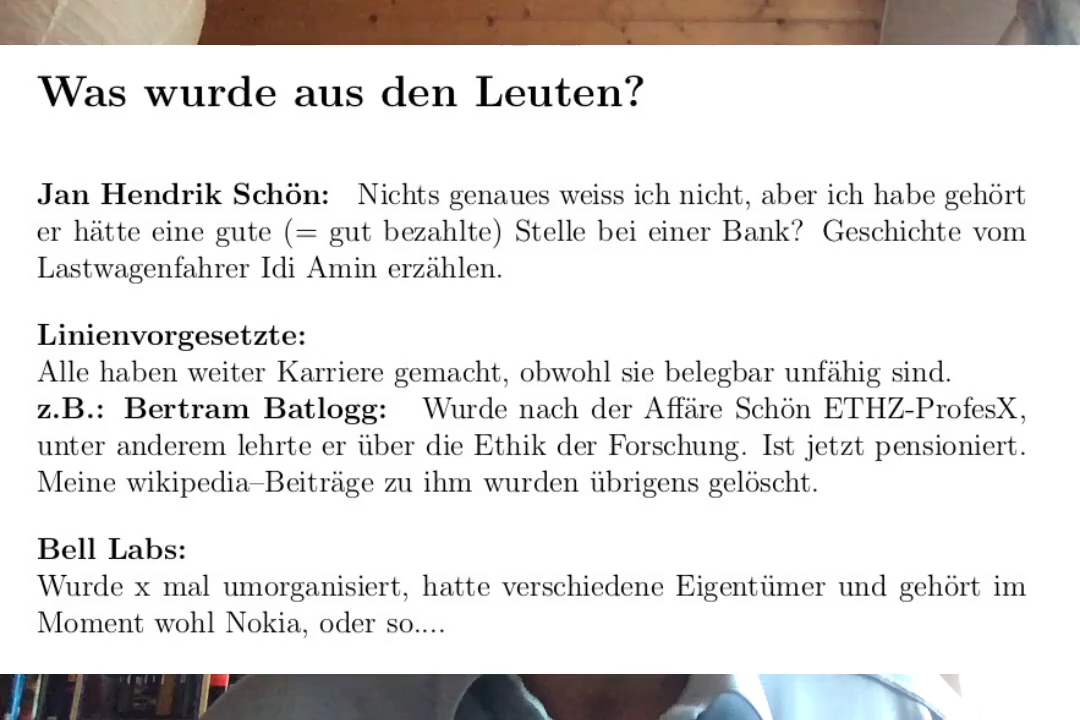 Was wurde aus den Leuten?
Jan Hendrik Schön: Nichts genaues weiss ich nicht, aber ich habe gehört
er hätte eine gute (= gut bezahlte) Stelle bei einer Bank? Geschichte vom
Lastwagenfahrer Idi Amin erzählen.
Linienvorgesetzte:
Alle haben weiter Karriere gemacht, obwohl sie belegbar unfähig sind.
z.B.: Bertram Batlogg: Wurde nach der Affäre Schön ETHZ-ProfesX,
unter anderem lehrte er über die Ethik der Forschung. Ist jetzt pensioniert.
Meine wikipedia–Beiträge zu ihm wurden übrigens gelöscht.
Bell Labs:
Wurde x mal umorganisiert, hatte verschiedene Eigentümer und gehört im
Moment wohl Nokia, oder so....